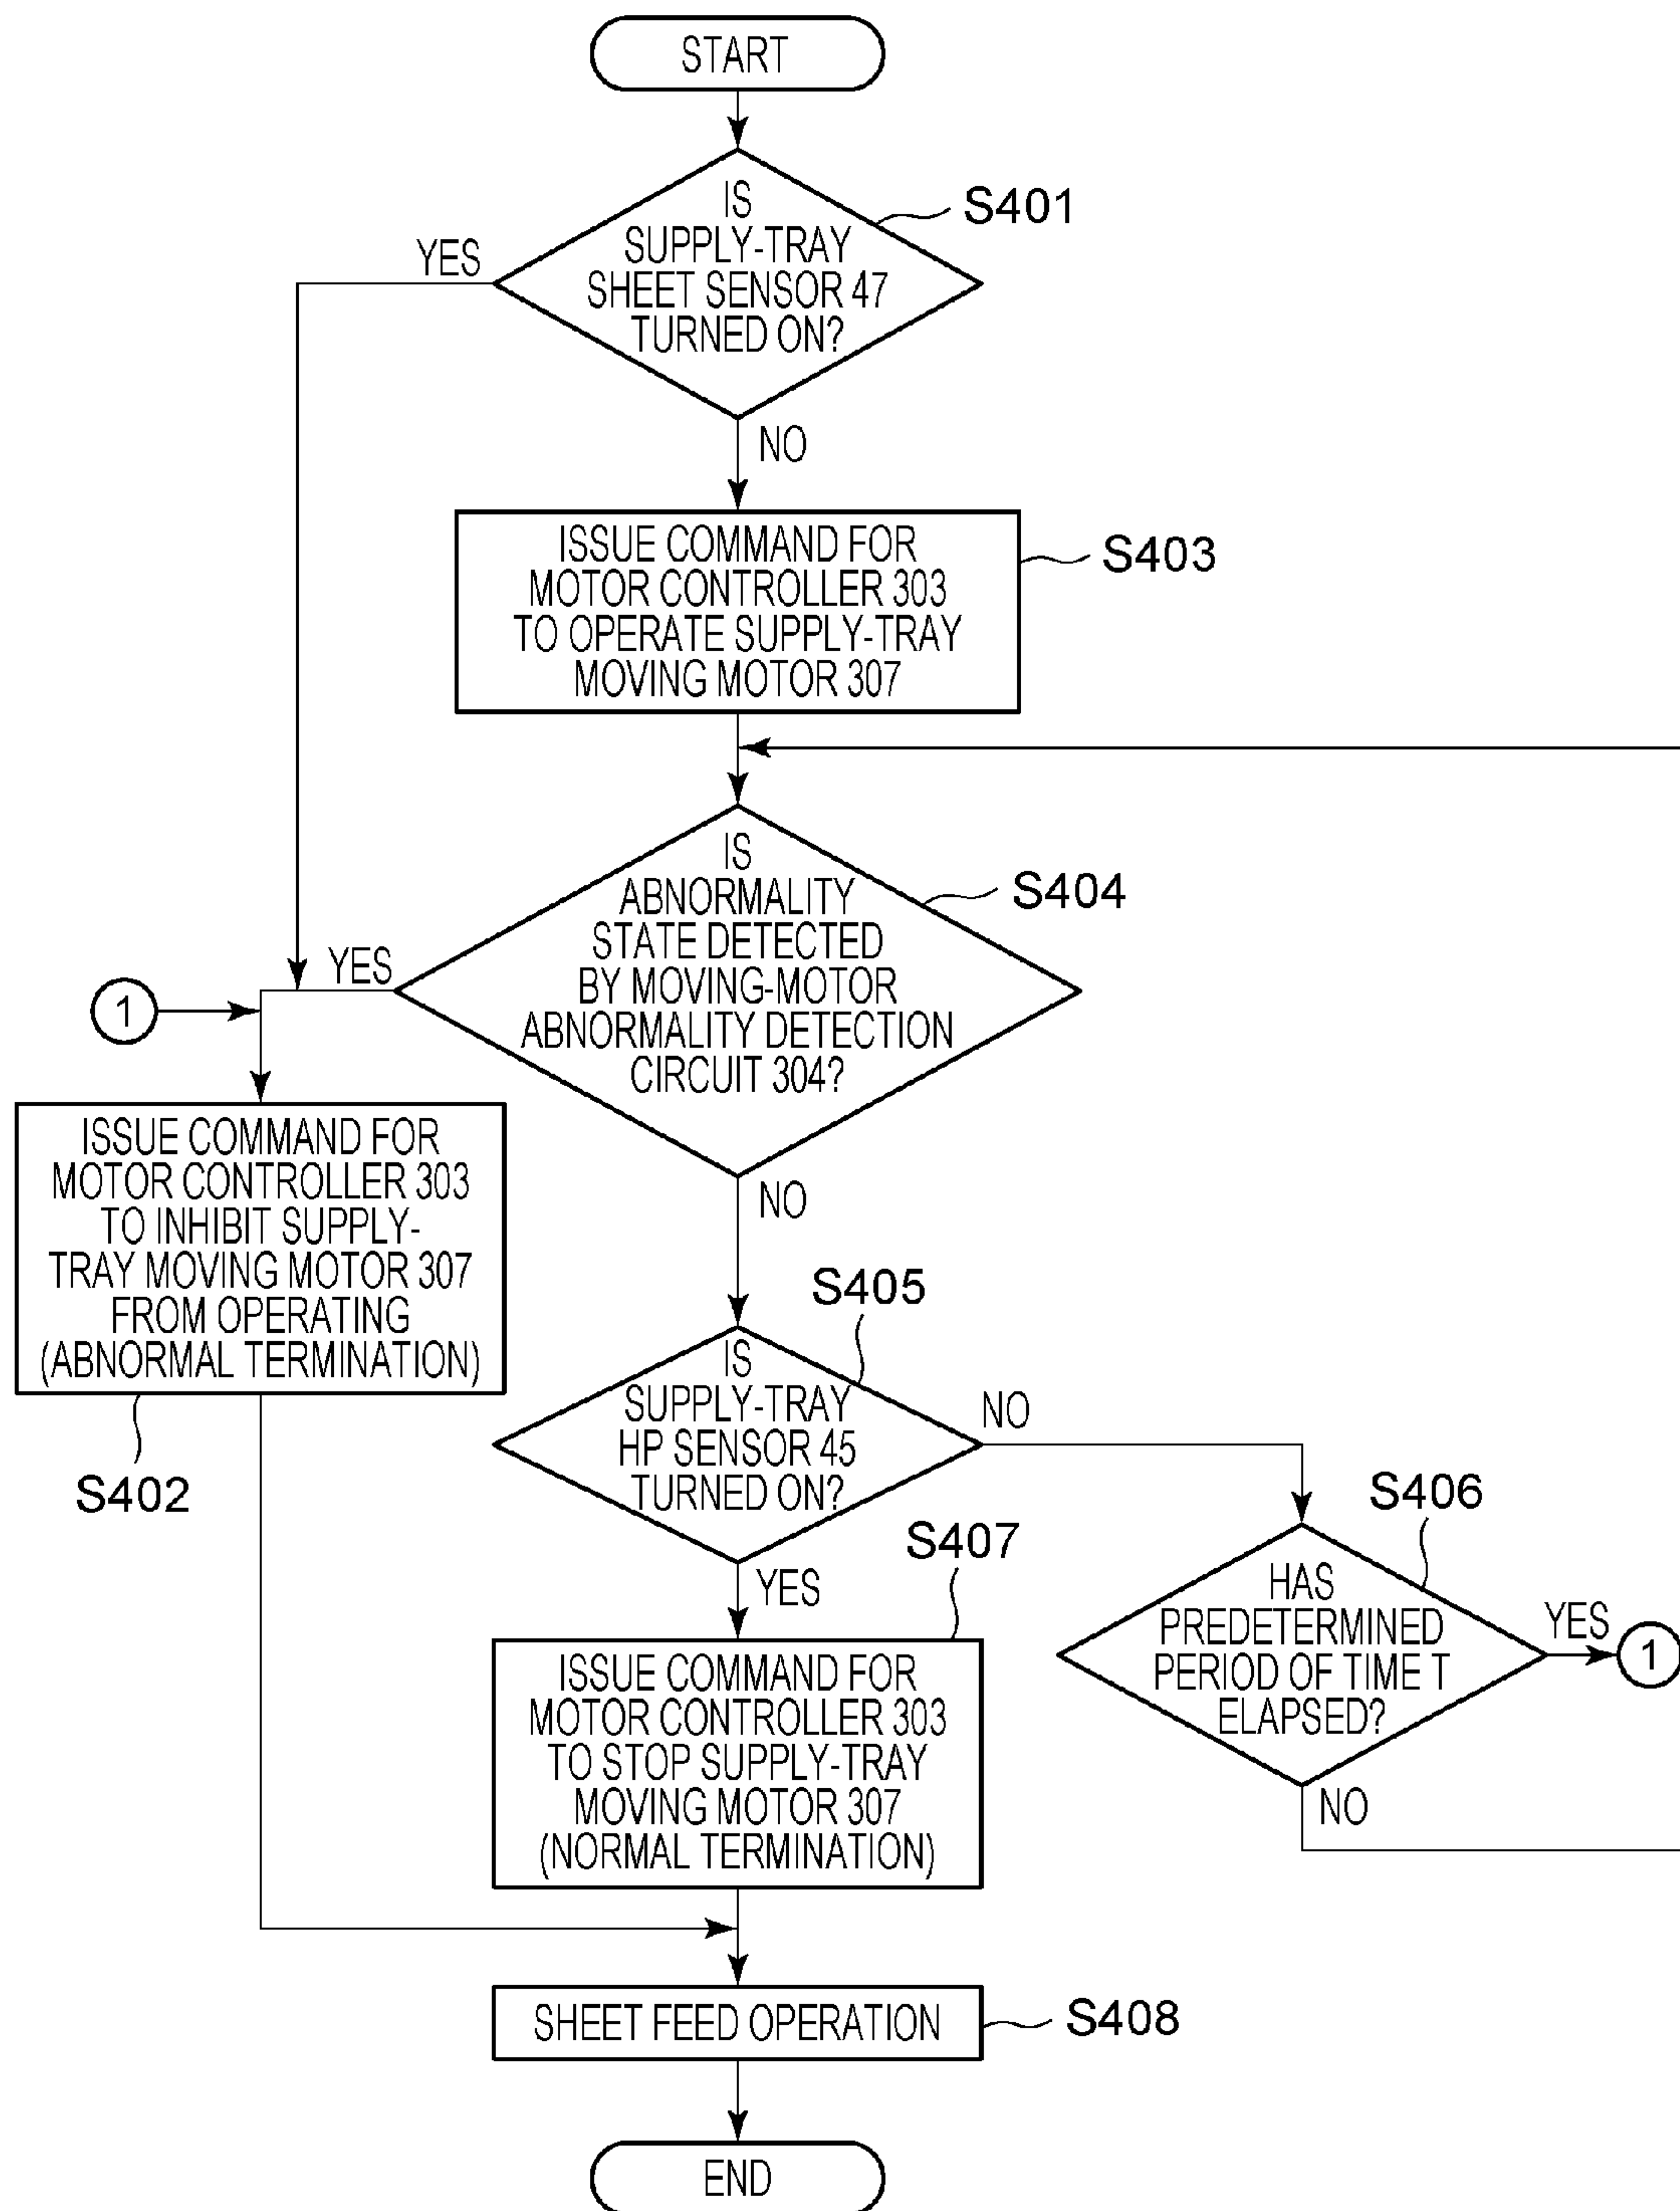 START
IS
SUPPLY-TRAY
SHEET SENSOR 47
TURNED ON?
S401
YES
NO
ISSUE COMMAND FOR
MOTOR CONTROLLER 303
TO OPERATE SUPPLY-TRAY
MOVING MOTOR 307
S403
IS
ABNORMALITY
STATE DETECTED
BY MOVING-MOTOR
ABNORMALITY DETECTION
CIRCUIT 304?
S404
YES
NO
1
ISSUE COMMAND FOR
MOTOR CONTROLLER 303
TO INHIBIT SUPPLY-
TRAY MOVING MOTOR 307
FROM OPERATING
(ABNORMAL TERMINATION)
S402
IS
SUPPLY-TRAY
HP SENSOR 45
TURNED ON?
S405
NO
YES
HAS
PREDETERMINED
PERIOD OF TIME T
ELAPSED?
S406
YES
1
NO
ISSUE COMMAND FOR
MOTOR CONTROLLER 303
TO STOP SUPPLY-TRAY
MOVING MOTOR 307
(NORMAL TERMINATION)
S407
SHEET FEED OPERATION
S408
END